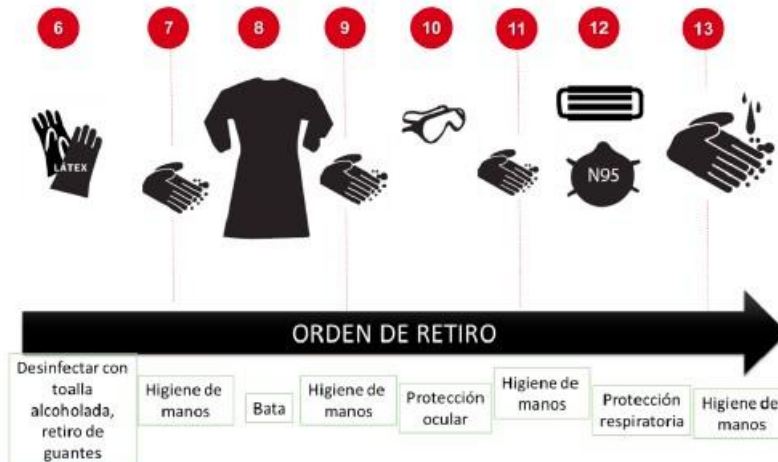 6
7
8
9
10
11
12
13
LÁTEX
N95
ORDEN DE RETIRO
Desinfectar con
toalla
alcoholada,
retiro de
guantes
Higiene de
manos
Bata
Higiene de
manos
Protección
ocular
Higiene de
manos
Protección
respiratoria
Higiene de
manos